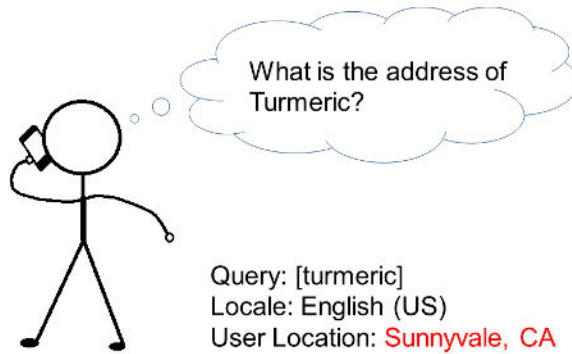 What is the address of
Turmeric?
Query: [turmeric]
Locale: English (US)
User Location: Sunnyvale, CA